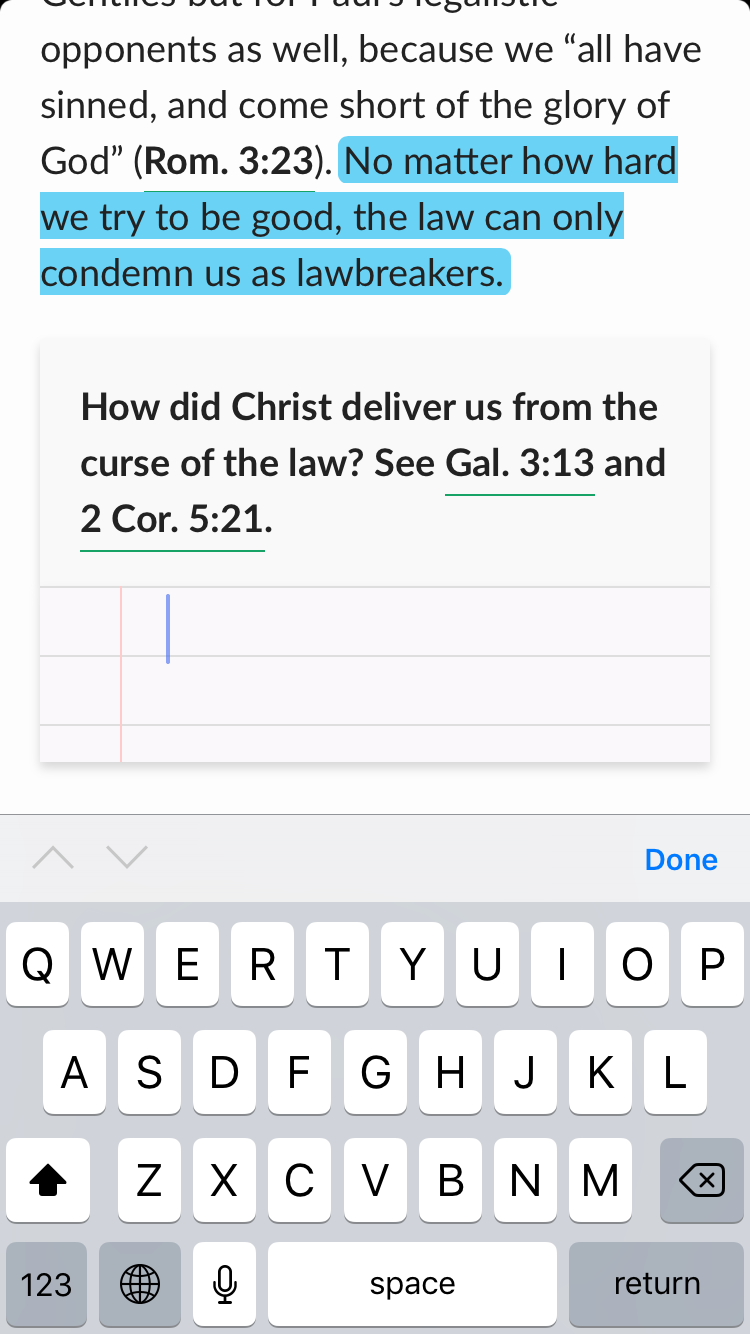 opponents as well, because we “all have
sinned, and come short of the glory of
God” (Rom. 3:23). No matter how hard
we try to be good, the law can only
condemn us as lawbreakers.
How did Christ deliver us from the
curse of the law? See Gal. 3:13 and
2 Cor. 5:21.
Done
Q W E R T Y U I O P
A S D F G H J K L
Z X C V B N M
123 space return